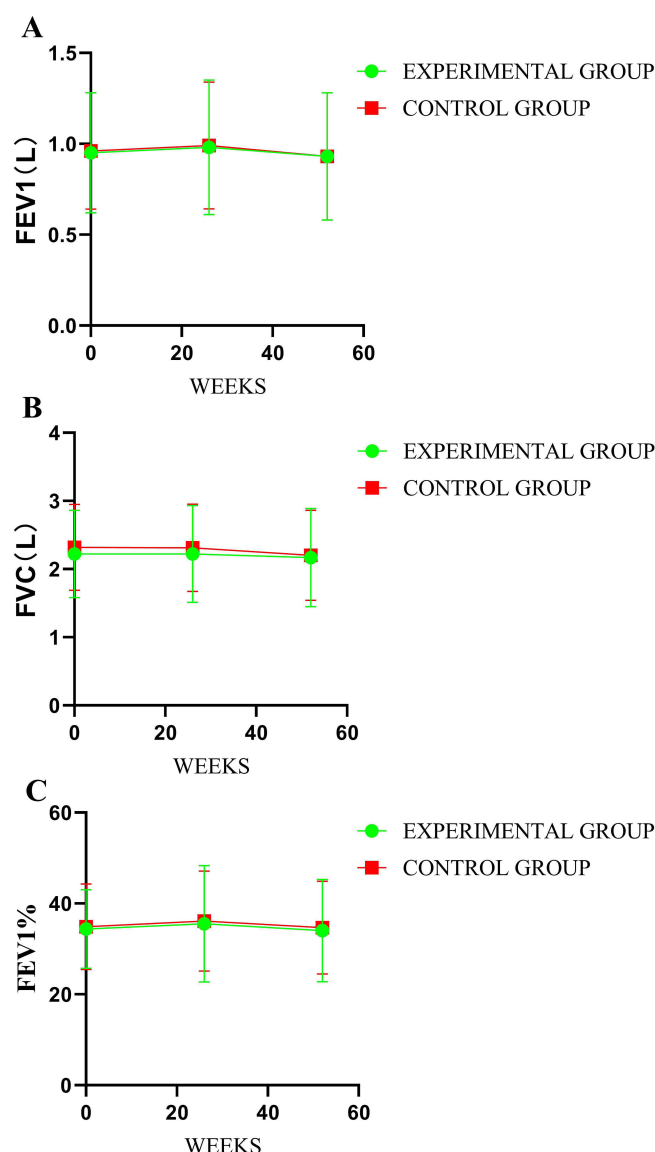 A
1.5
1.0
0.5
0.0
FEV1(L)
0 20 40 60
WEEKS
EXPERIMENTAL GROUP
CONTROL GROUP
B
4
3
2
1
0
FVC(L)
0 20 40 60
WEEKS
EXPERIMENTAL GROUP
CONTROL GROUP
C
60
40
20
0
FEV1%
0 20 40 60
WEEKS
EXPERIMENTAL GROUP
CONTROL GROUP